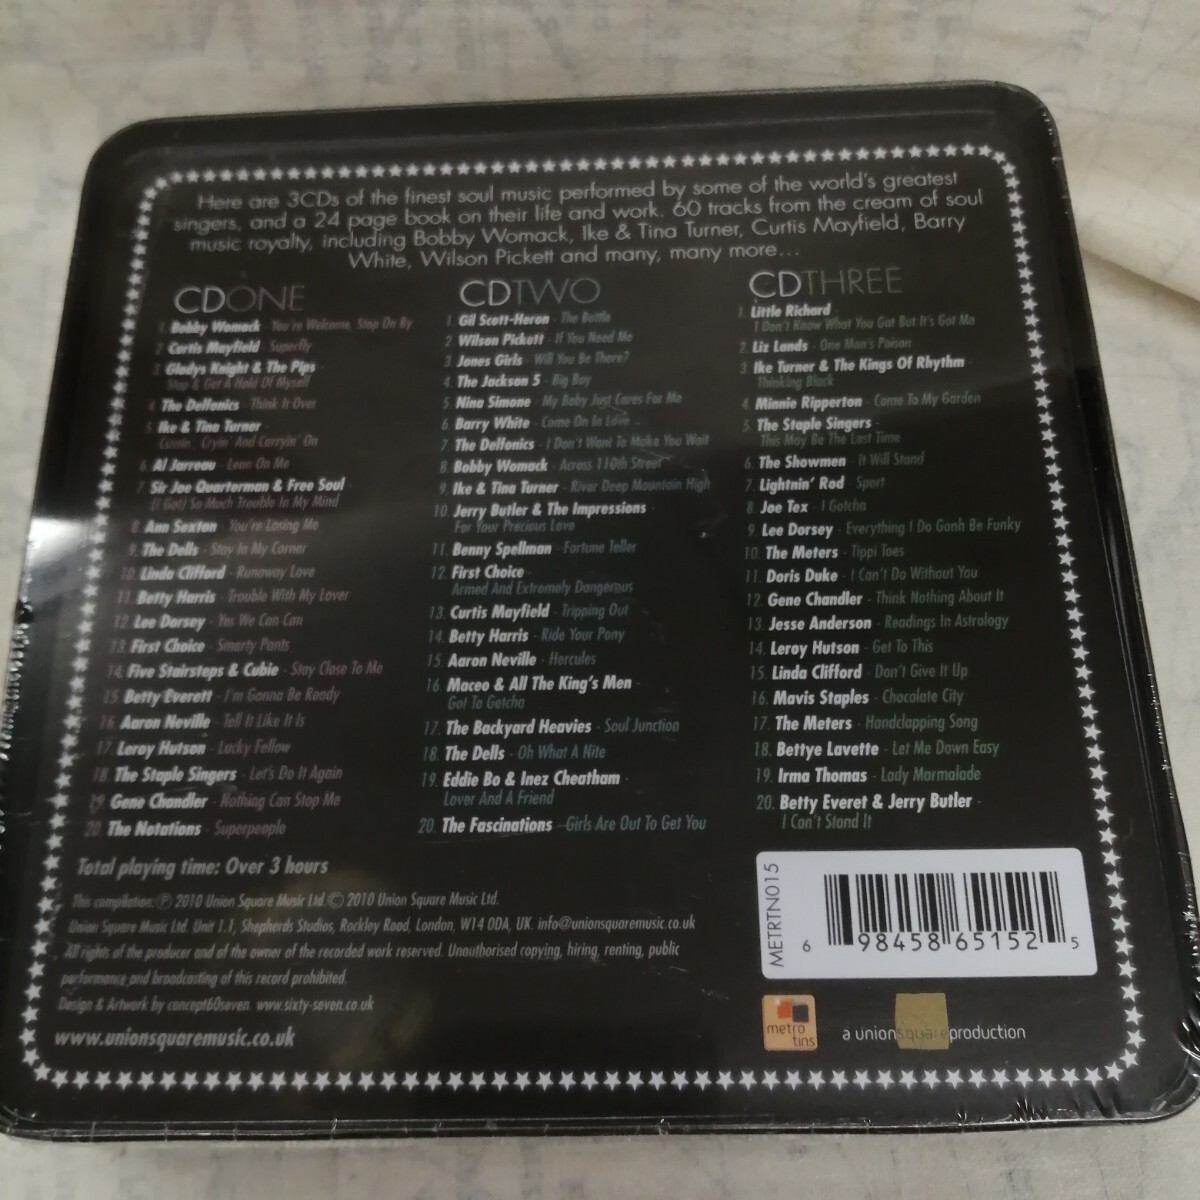 Here are 3CDs of the finest soul music performed by some of the world's greatest
singers, and a 24 page book on their life and work. 60 tracks from the cream of soul
music royalty, including Bobby Womack, Ike & Tina Turner, Curtis Mayfield, Barry
White, Wilson Pickett and many, many more...
CDONE
1. Bobby Womack - You're Welcome, Stop On By
2. Curtis Mayfield - Superfly
3. Gladys Knight & The Pips -
Stop & Get A Hold Of Myself
4. The Delfonics - Think It Over
5. Ike & Tina Turner -
Cussin', Cryin' And Carryin' On
6. Al Jarreau - Lean On Me
7. Sir Joe Quarterman & Free Soul
(I Got) So Much Trouble In My Mind
8. Ann Sexton - You're Losing Me
9. The Dells - Stay In My Corner
10. Linda Clifford - Runaway Love
11. Betty Harris - Trouble With My Lover
12. Lee Dorsey - Yes We Can Can
13. First Choice - Smarty Pants
14. Five Stairsteps & Cubie - Stay Close To Me
15. Betty Everett - I'm Gonna Be Ready
16. Aaron Neville - Tell It Like It Is
17. Leroy Hutson - Lucky Fellow
18. The Staple Singers - Let's Do It Again
19. Gene Chandler - Nothing Can Stop Me
20. The Notations - Superpeople
CDTWO
1. Gil Scott-Heron - The Bottle
2. Wilson Pickett - If You Need Me
3. Jones Girls - Will You Be There?
4. The Jackson 5 - Big Boy
5. Nina Simone - My Baby Just Cares For Me
6. Barry White - Come On In Love
7. The Delfonics - I Don't Want To Make You Wait
8. Bobby Womack - Across 110th Street
9. Ike & Tina Turner - River Deep Mountain High
10. Jerry Butler & The Impressions -
For Your Precious Love
11. Benny Spellman - Fortune Teller
12. First Choice -
Armed And Extremely Dangerous
13. Curtis Mayfield - Tripping Out
14. Betty Harris - Ride Your Pony
15. Aaron Neville - Hercules
16. Maceo & All The King's Men -
Got To Getcha
17. The Backyard Heavies - Soul Junction
18. The Dells - Oh What A Nite
19. Eddie Bo & Inez Cheatham -
Lover And A Friend
20. The Fascinations - Girls Are Out To Get You
CDTHREE
1. Little Richard -
I Don't Know What You Got But It's Got Me
2. Liz Lands - One Man's Poison
3. Ike Turner & The Kings Of Rhythm -
Thinking Black
4. Minnie Ripperton - Come To My Garden
5. The Staple Singers -
This May Be The Last Time
6. The Showmen - It Will Stand
7. Lightnin' Rod - Sport
8. Joe Tex - I Gotcha
9. Lee Dorsey - Everything I Do Gonh Be Funky
10. The Meters - Tippi Toes
11. Doris Duke - I Can't Do Without You
12. Gene Chandler - Think Nothing About It
13. Jesse Anderson - Readings In Astrology
14. Leroy Hutson - Get To This
15. Linda Clifford - Don't Give It Up
16. Mavis Staples - Chocolate City
17. The Meters - Handclapping Song
18. Bettye Lavette - Let Me Down Easy
19. Irma Thomas - Lady Marmalade
20. Betty Everet & Jerry Butler -
I Can't Stand It
Total playing time: Over 3 hours
This compilation: ℗ 2010 Union Square Music Ltd.© 2010 Union Square Music Ltd.
Union Square Music Ltd. Unit 1.1, Shepherds Studios, Rockley Road, London, W14 0DA, UK. info@unionsquaremusic.co.uk
All rights of the producer and of the owner of the recorded work reserved. Unauthorised copying, hiring, renting, public
performance and broadcasting of this record prohibited.
Design & Artwork by concept60seven. www.sixty-seven.co.uk
www.unionsquaremusic.co.uk
METRTN015
6 98458 65152 5
metro
tins
a unionsquareproduction